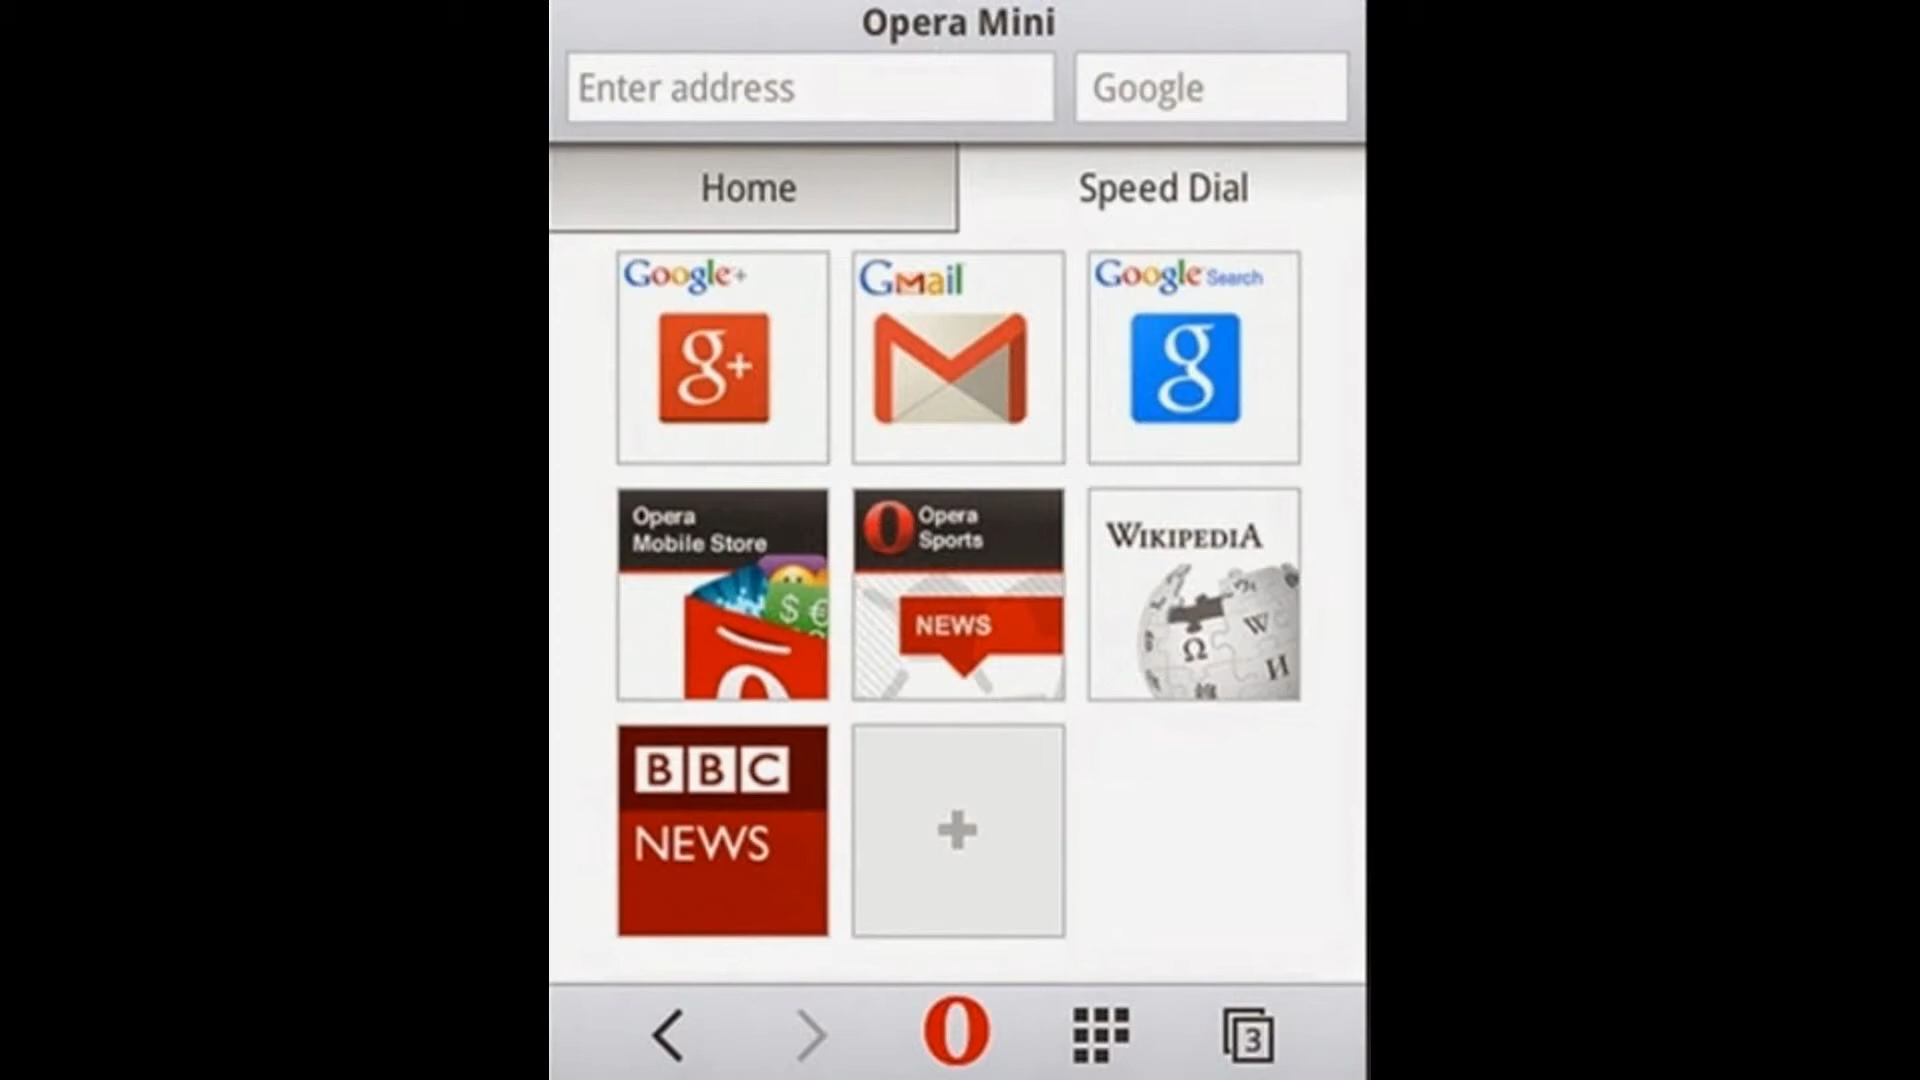 Opera Mini
Enter address
Google
Home
Speed Dial
Google+
Gmail
Google Search
g+
g
Opera
Mobile Store
Opera
Sports
WIKIPEDIA
$ €
NEWS
Ω W И
BBC
NEWS
3